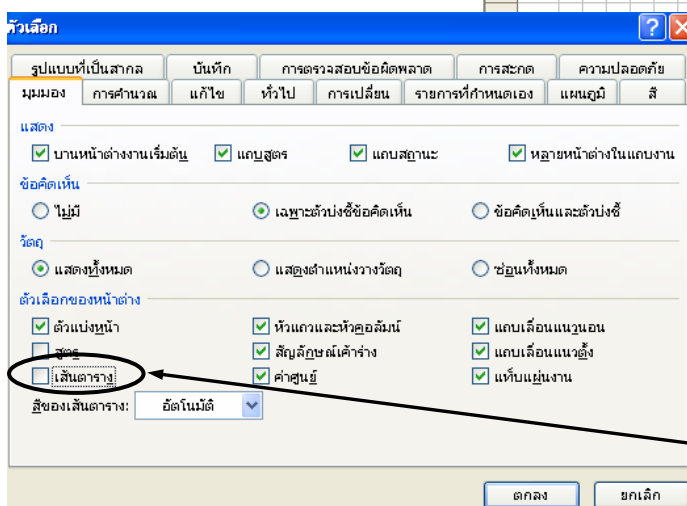 ตัวเลือก
รูปแบบที่เป็นสากล บันทึก การตรวจสอบข้อผิดพลาด การสะกด ความปลอดภัย
มุมมอง การคำนวณ แก้ไข ทั่วไป การเปลี่ยน รายการที่กำหนดเอง แผนภูมิ สี
แสดง
บานหน้าต่างงานเริ่มต้น แถบสูตร แถบสถานะ หลายหน้าต่างในแถบงาน
ข้อคิดเห็น
ไม่มี เฉพาะตัวบ่งชี้ข้อคิดเห็น ข้อคิดเห็นและตัวบ่งชี้
วัตถุ
แสดงทั้งหมด แสดงตำแหน่งวางวัตถุ ซ่อนทั้งหมด
ตัวเลือกของหน้าต่าง
ตัวแบ่งหน้า หัวแถวและหัวคอลัมน์ แถบเลื่อนแนวนอน
สูตร สัญลักษณ์เค้าร่าง แถบเลื่อนแนวตั้ง
เส้นตาราง ค่าศูนย์ แท็บแผ่นงาน
สีของเส้นตาราง: อัตโนมัติ
ตกลง ยกเลิก